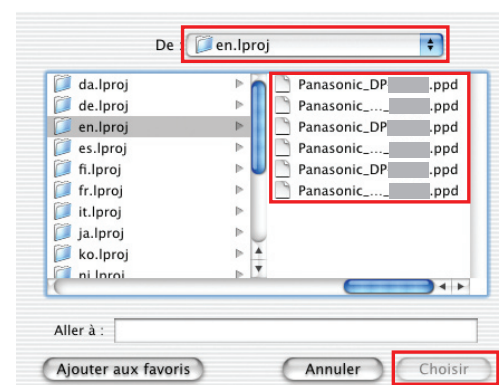 De : en.lproj
da.lproj
de.lproj
en.lproj
es.lproj
fi.lproj
fr.lproj
it.lproj
ja.lproj
ko.lproj
Panasonic_DP .ppd
Panasonic_..._ .ppd
Panasonic_DP .ppd
Panasonic_..._ .ppd
Panasonic_DP .ppd
Panasonic_..._ .ppd
Aller à :
Ajouter aux favoris Annuler Choisir